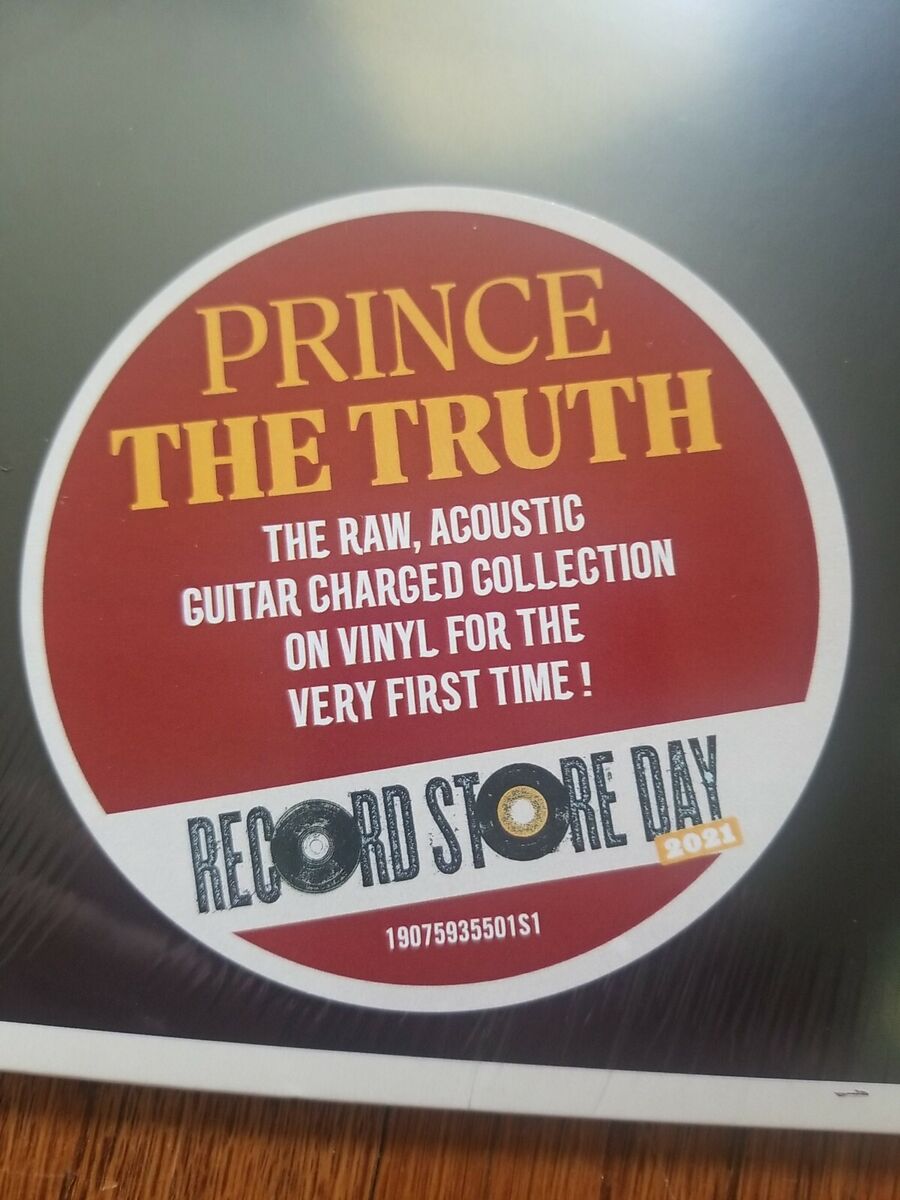 PRINCE
THE TRUTH
THE RAW, ACOUSTIC
GUITAR CHARGED COLLECTION
ON VINYL FOR THE
VERY FIRST TIME !
RECORD STORE DAY
2021
19075935501S1